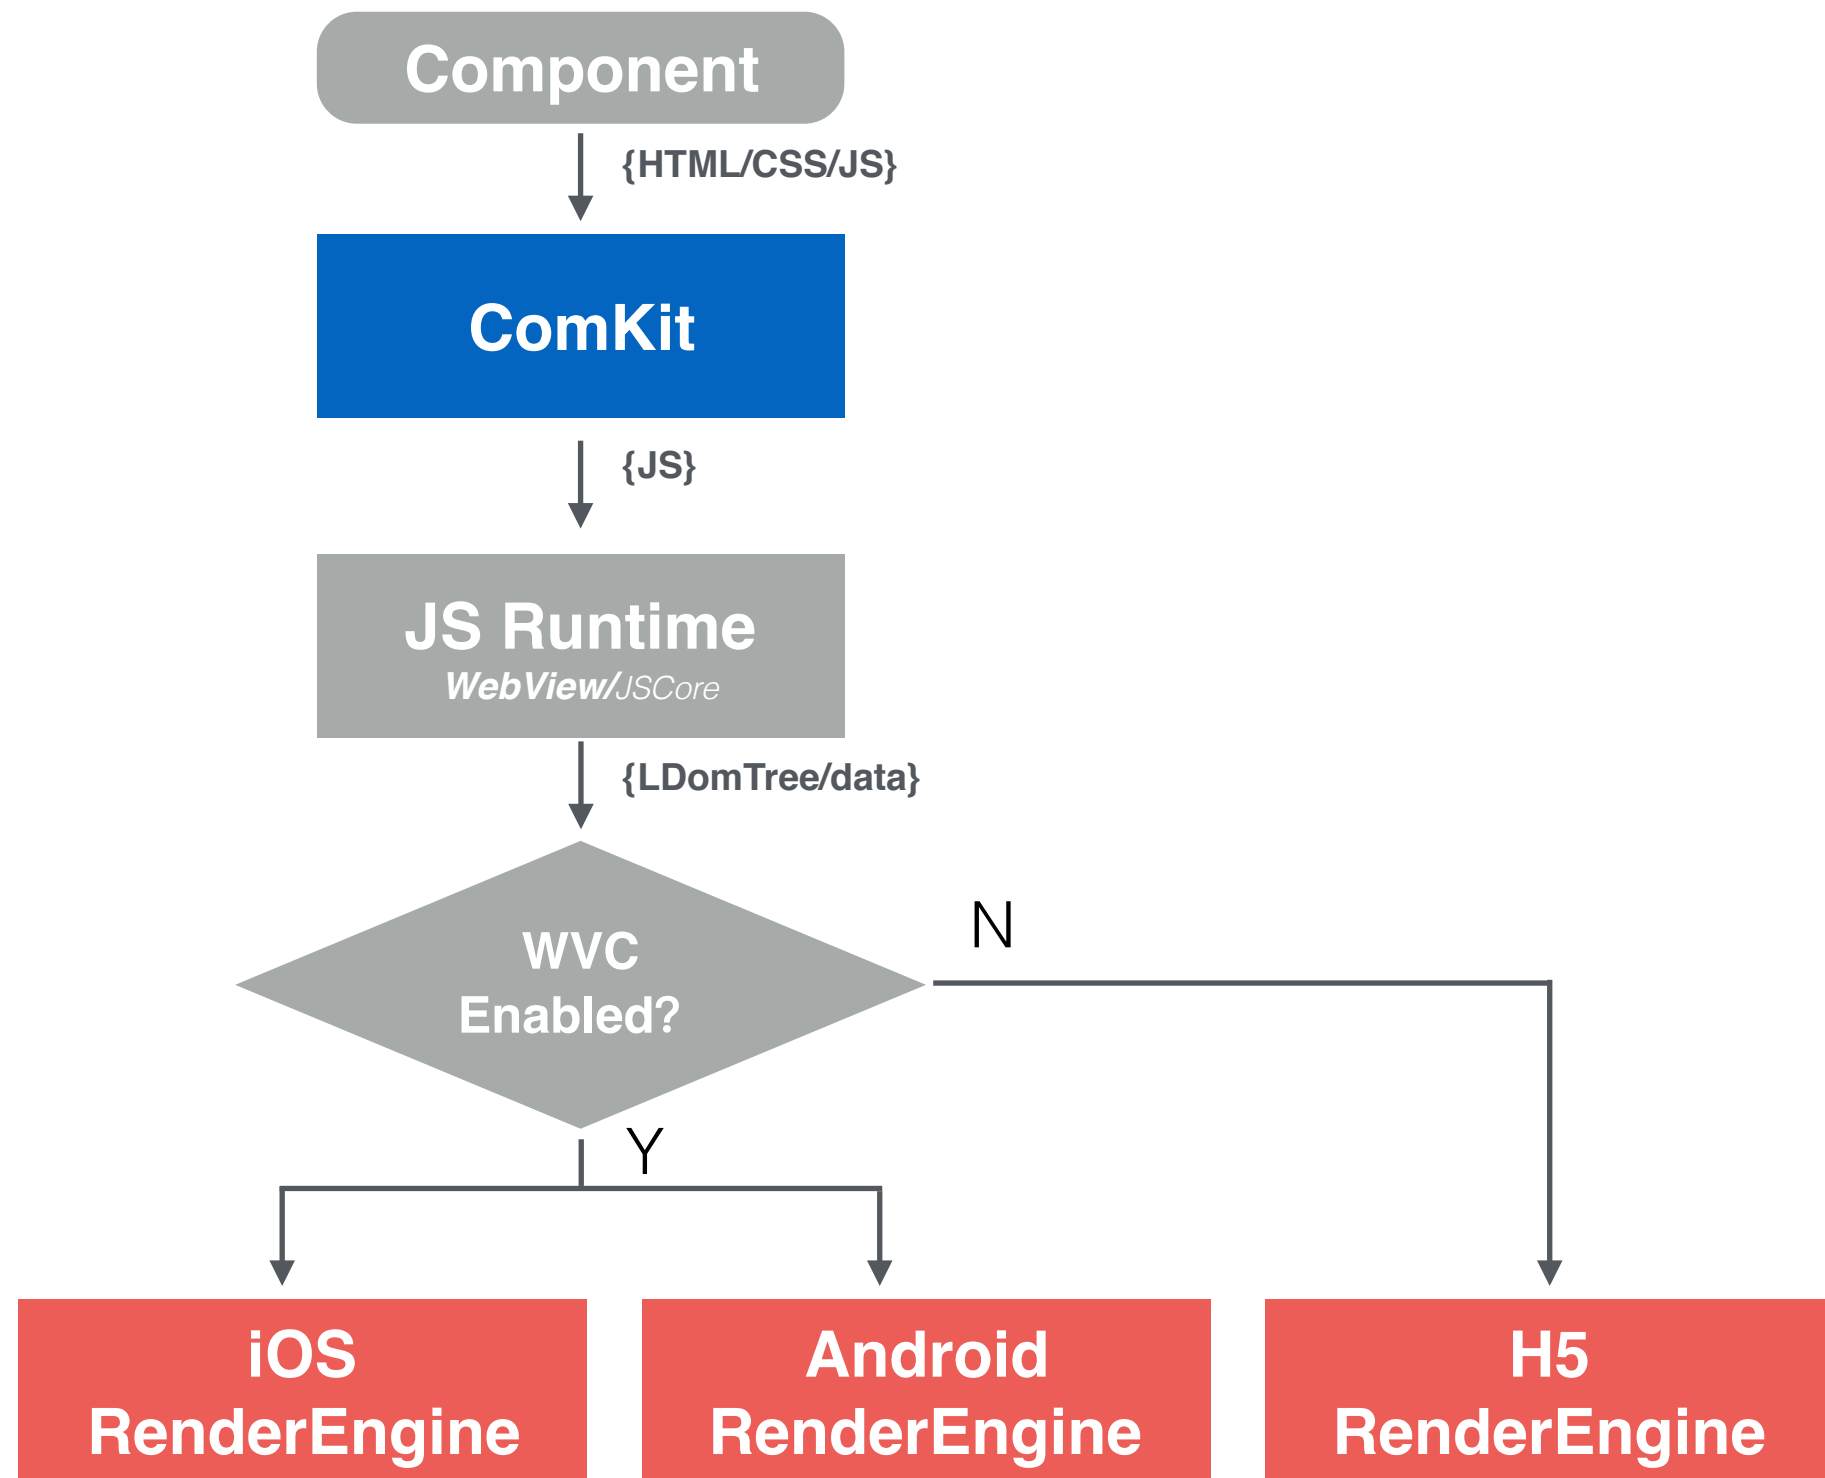 Component
{HTML/CSS/JS}
ComKit
{JS}
JS Runtime
WebView/JSCore
{LDomTree/data}
WVC
Enabled?
N
Y
iOS
RenderEngine
Android
RenderEngine
H5
RenderEngine